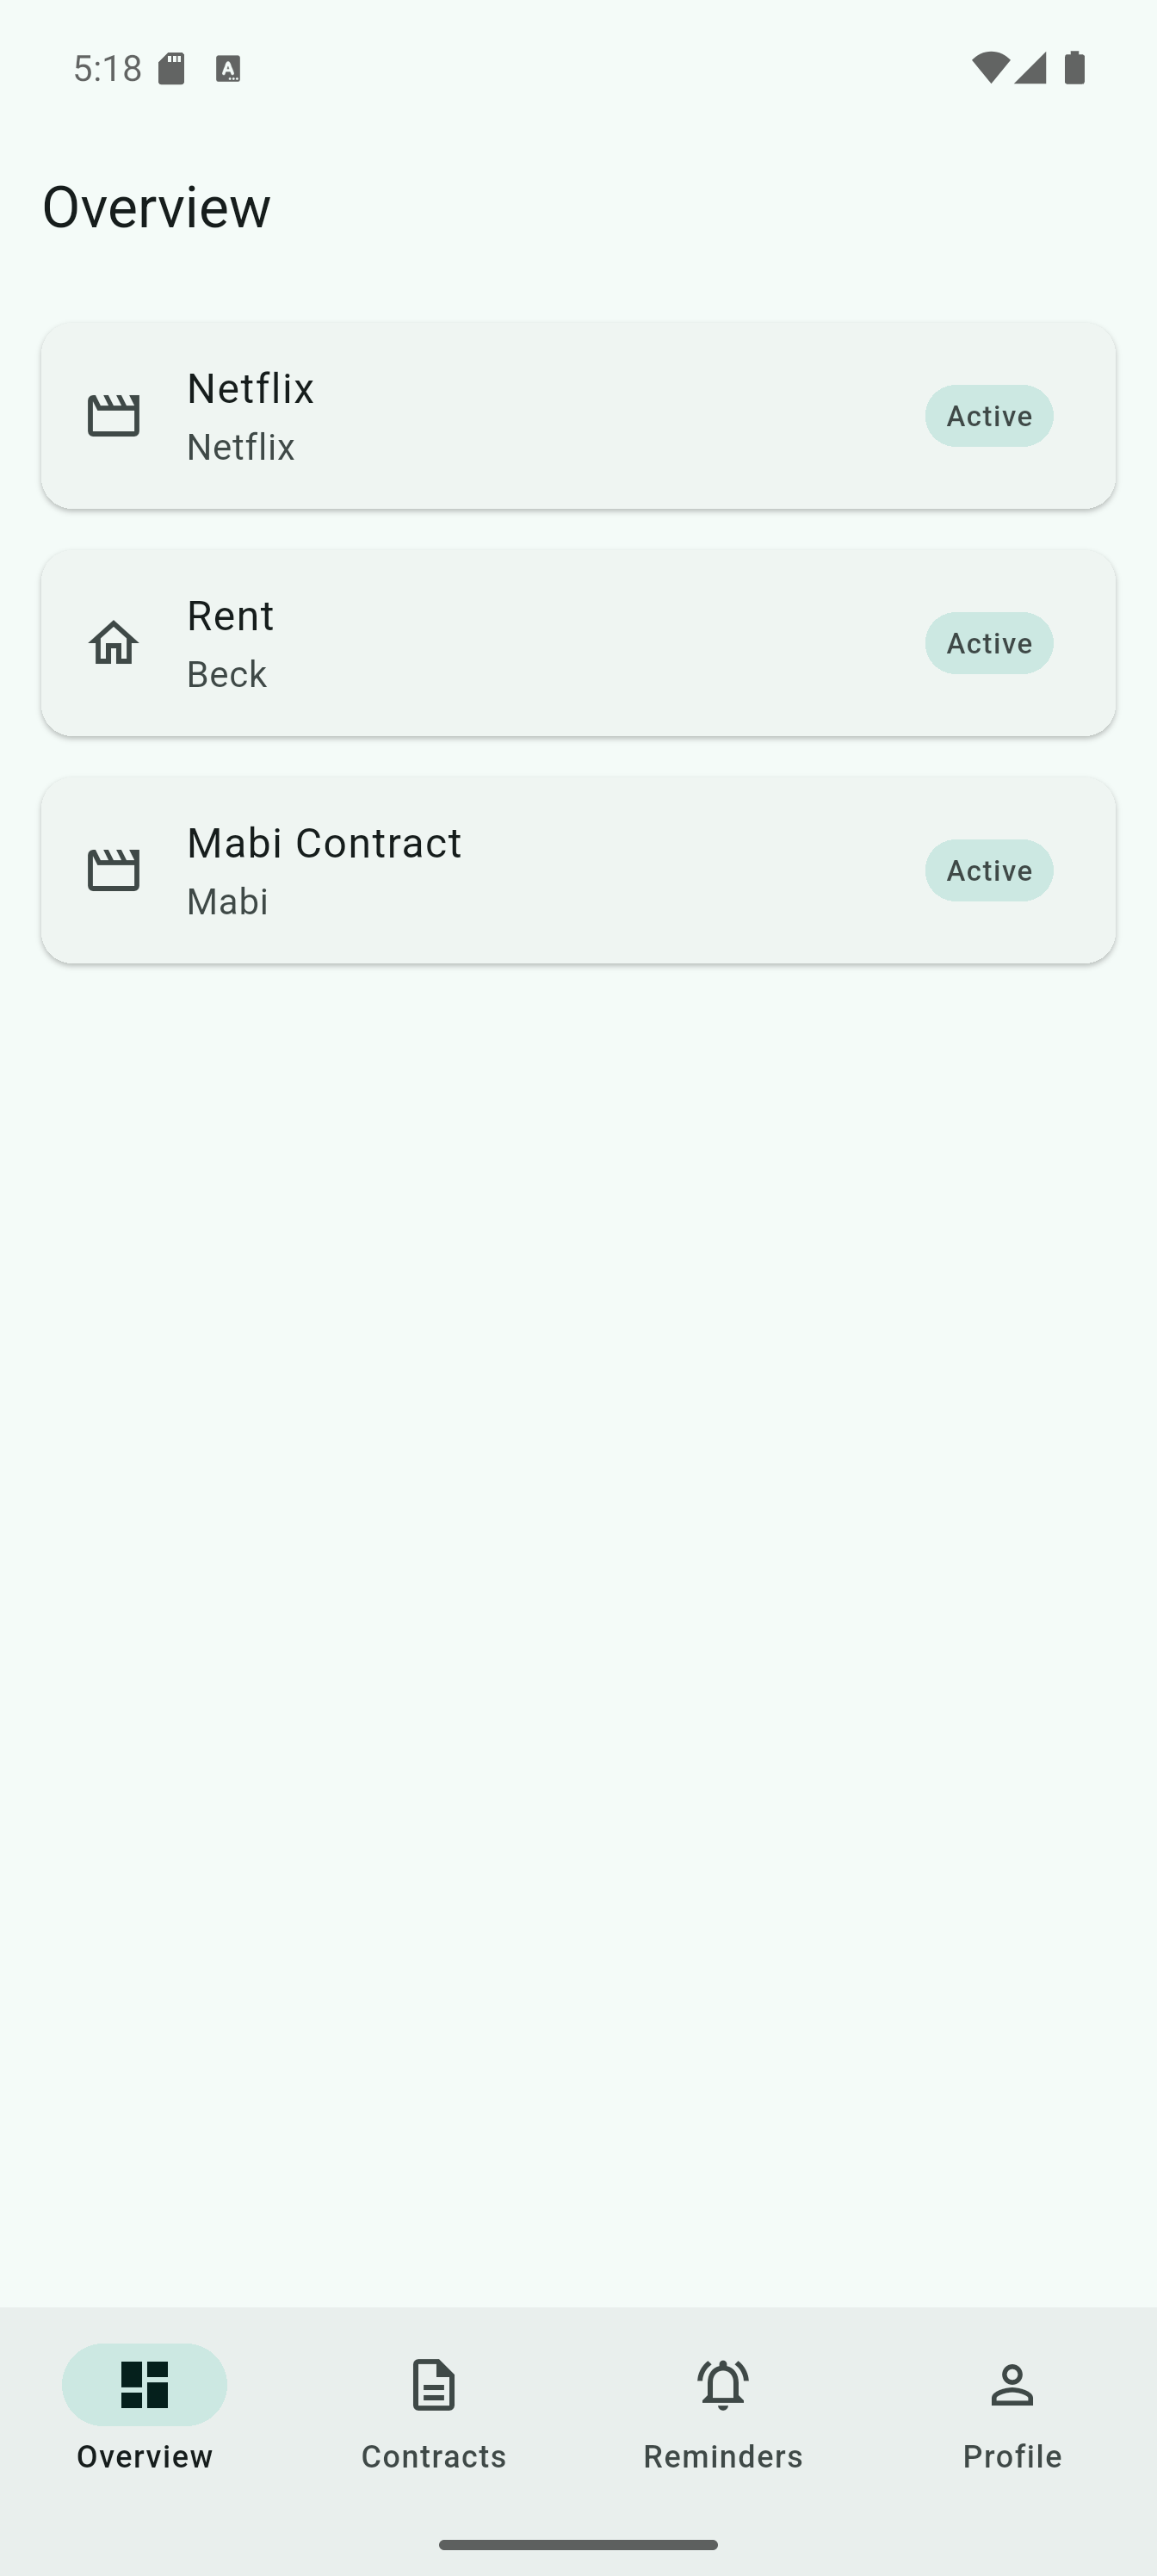 5:18
Overview
Netflix
Netflix
Active
Rent
Beck
Active
Mabi Contract
Mabi
Active
Overview
Contracts
Reminders
Profile